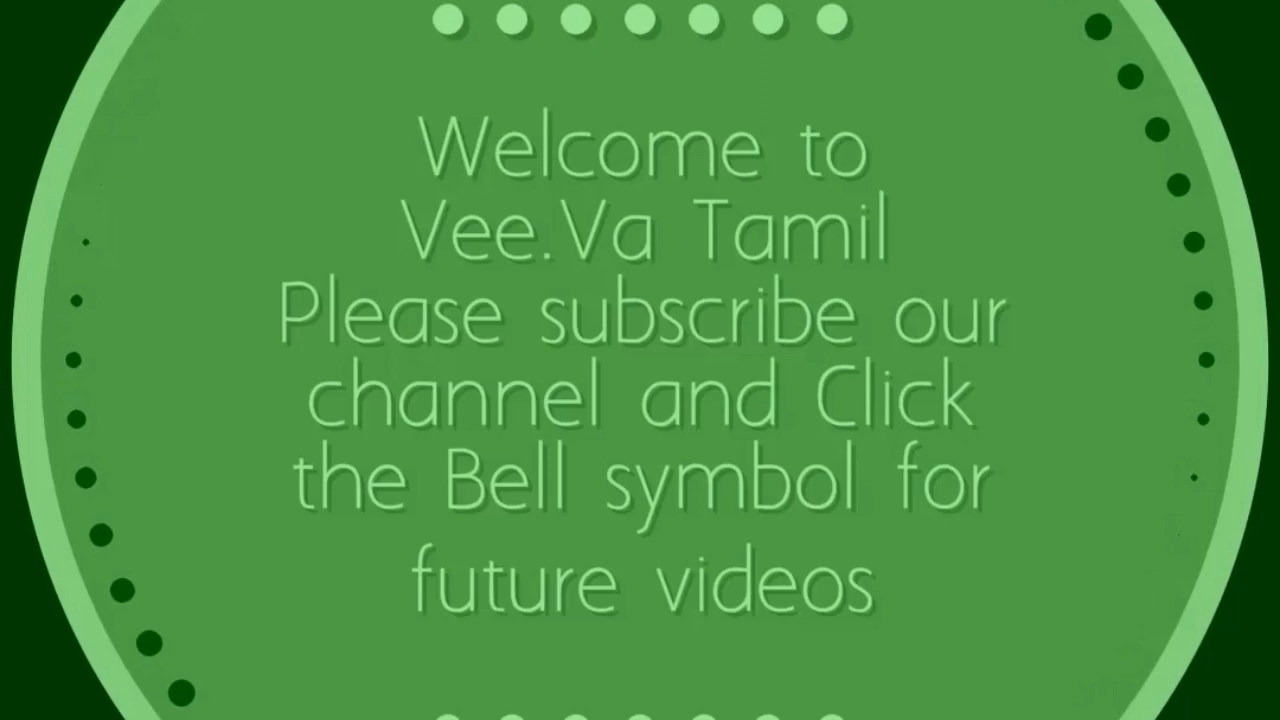 Welcome to
Vee.Va Tamil
Please subscribe our
channel and Click
the Bell symbol for
future videos